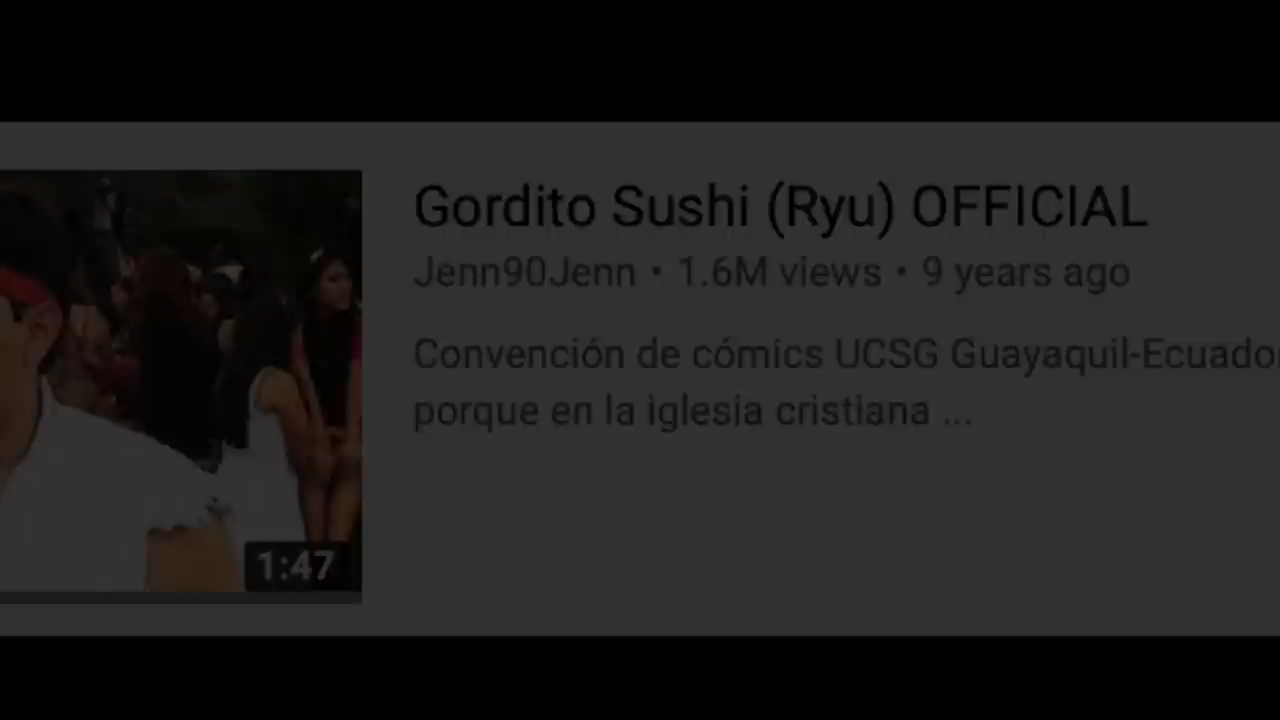 Gordito Sushi (Ryu) OFFICIAL
Jenn90Jenn • 1.6M views • 9 years ago
Convención de cómics UCSG Guayaquil-Ecuado
porque en la iglesia cristiana ...
1:47